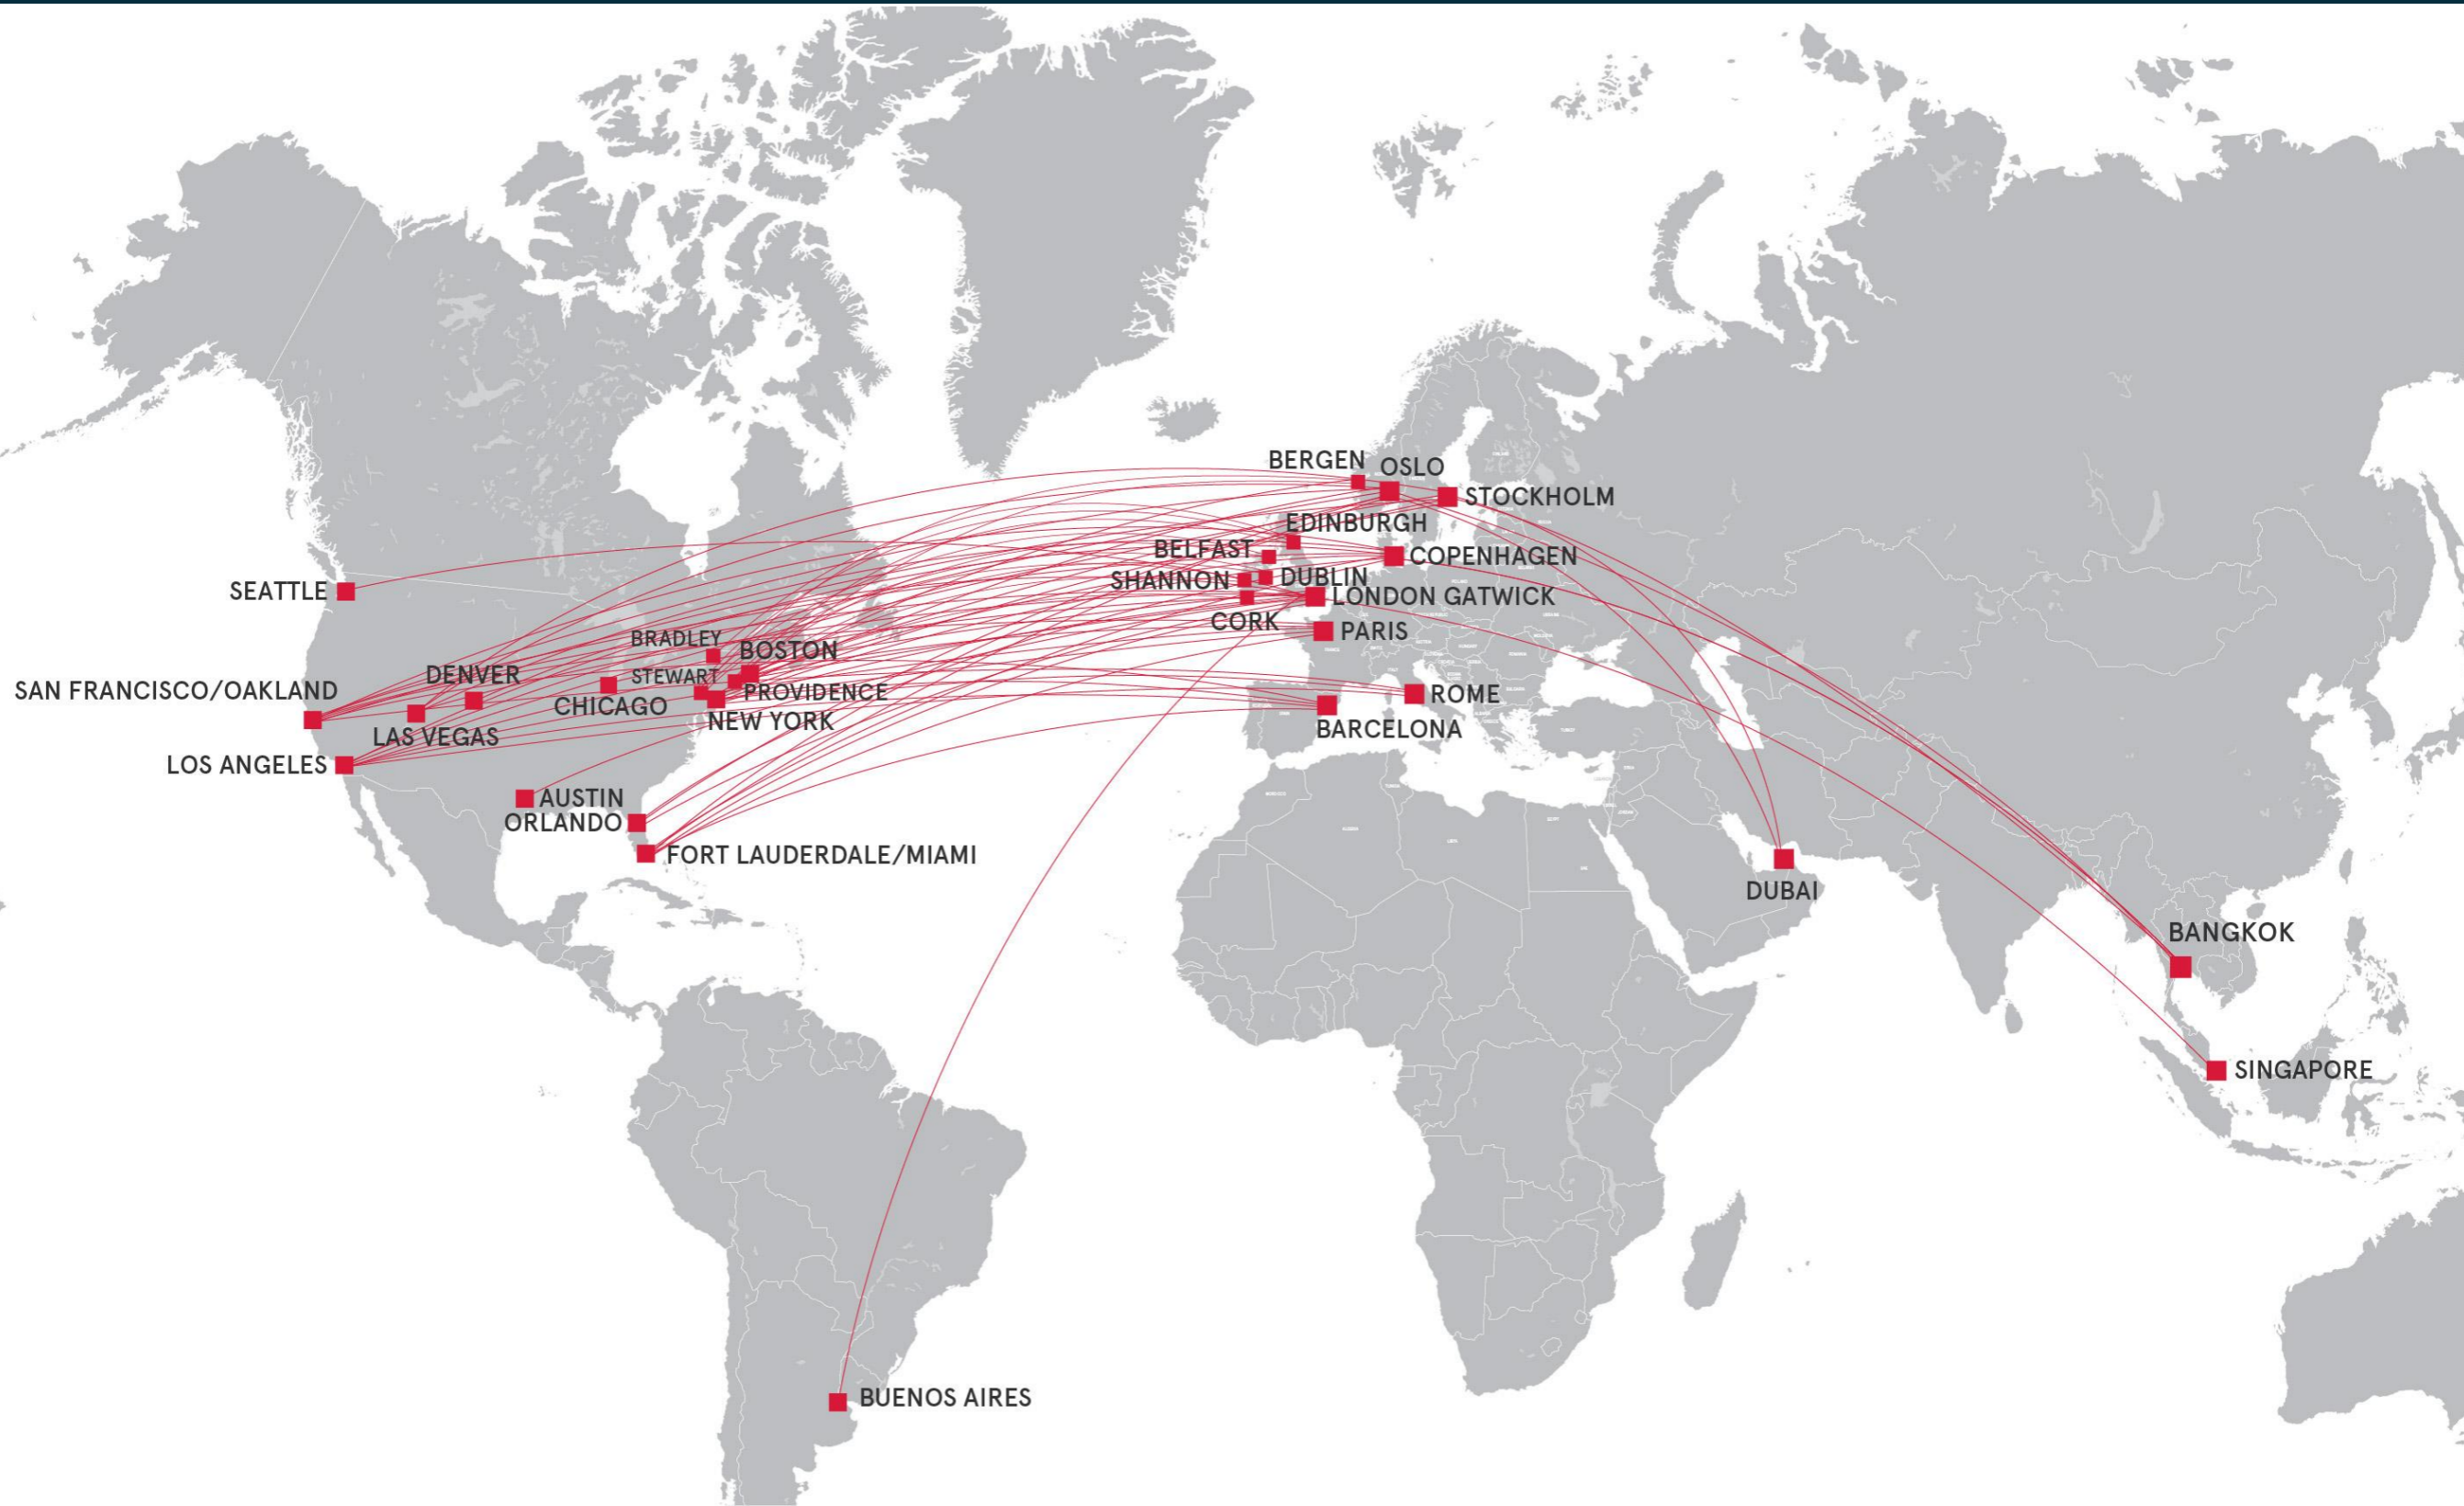 BERGEN
OSLO
STOCKHOLM
EDINBURGH
BELFAST
COPENHAGEN
SHANNON
DUBLIN
SEATTLE
LONDON GATWICK
CORK
PARIS
BRADLEY
BOSTON
DENVER
STEWART
SAN FRANCISCO/OAKLAND
PROVIDENCE
ROME
CHICAGO
NEW YORK
BARCELONA
LAS VEGAS
LOS ANGELES
AUSTIN
ORLANDO
FORT LAUDERDALE/MIAMI
DUBAI
BANGKOK
SINGAPORE
BUENOS AIRES